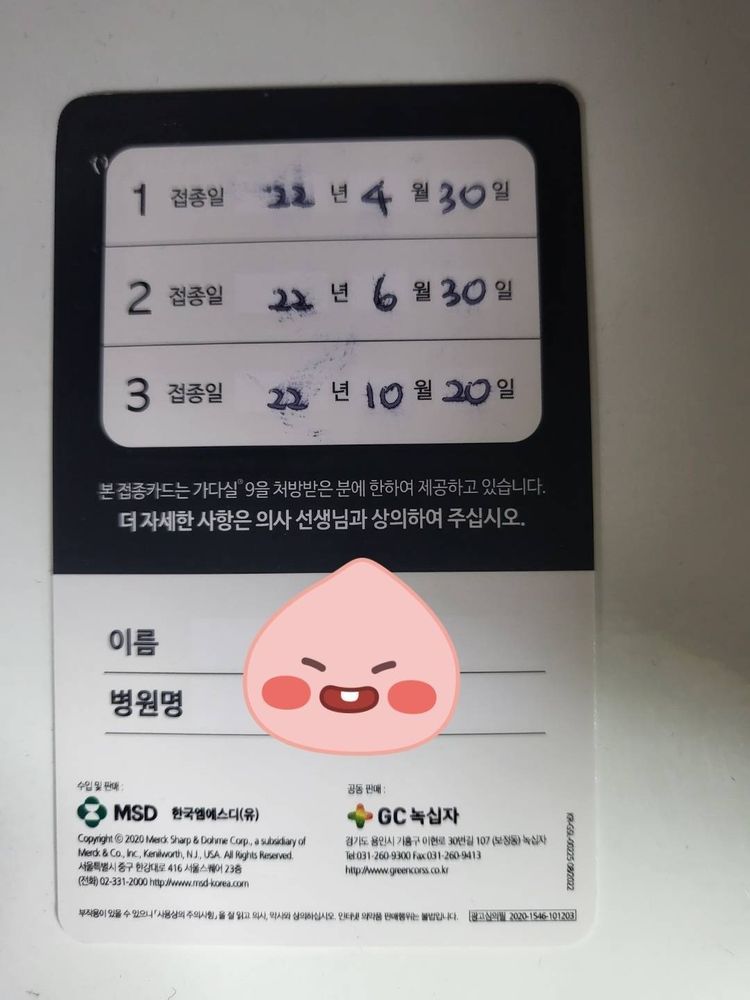 1 접종일 22 년 4 월 30 일
2 접종일 22 년 6 월 30 일
3 접종일 22 년 10 월 20 일
본 접종카드는 가다실®9을 처방받은 분에 한하여 제공하고 있습니다.
더 자세한 사항은 의사 선생님과 상의하여 주십시오.
이름
병원명
수입 및 판매 :
MSD 한국엠에스디(유)
Copyright © 2020 Merck Sharp & Dohme Corp., a subsidiary of
Merck & Co., Inc., Kenilworth, N.J., USA. All Rights Reserved.
서울특별시 중구 한강대로 416 서울스퀘어 23층
(전화) 02-331-2000 http://www.msd-korea.com
공동 판매 :
GC 녹십자
경기도 용인시 기흥구 이현로 30번길 107 (보정동) 녹십자
Tel:031-260-9300 Fax:031-260-9413
http://www.greencorss.co.kr
부작용이 있을 수 있으니 「사용상의 주의사항」을 잘 읽고 의사, 약사와 상의하십시오. 인터넷 의약품 판매행위는 불법입니다.
광고심의필 2020-1546-101203